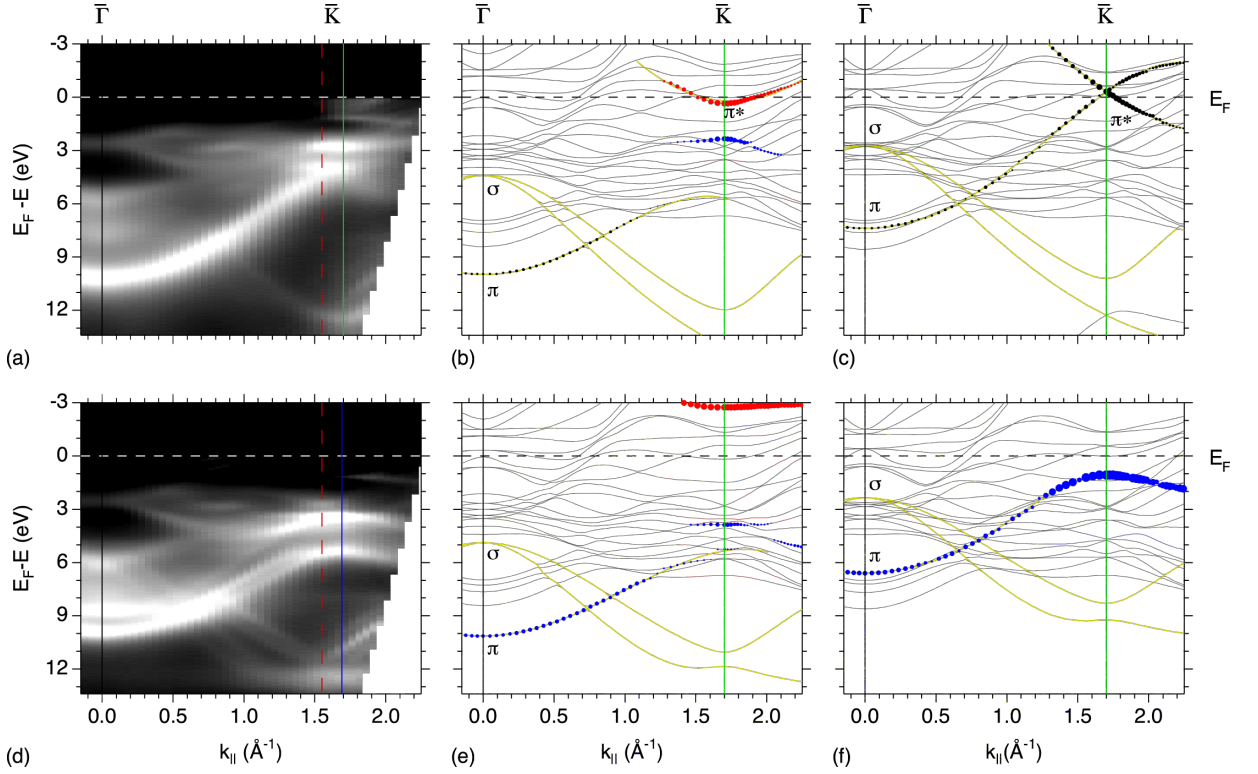 Γ̅ K̅ Γ̅ K̅ Γ̅ K̅
-3
0
3
6
9
12
E_F -E (eV)
(a)
π*
σ
π
(b)
σ
π
π*
(c)
E_F
-3
0
3
6
9
12
E_F-E (eV)
0.0 0.5 1.0 1.5 2.0
k_|| (Å⁻¹)
(d)
σ
π
0.0 0.5 1.0 1.5 2.0
k_|| (Å⁻¹)
(e)
σ
π
E_F
0.0 0.5 1.0 1.5 2.0
k_||(Å⁻¹)
(f)